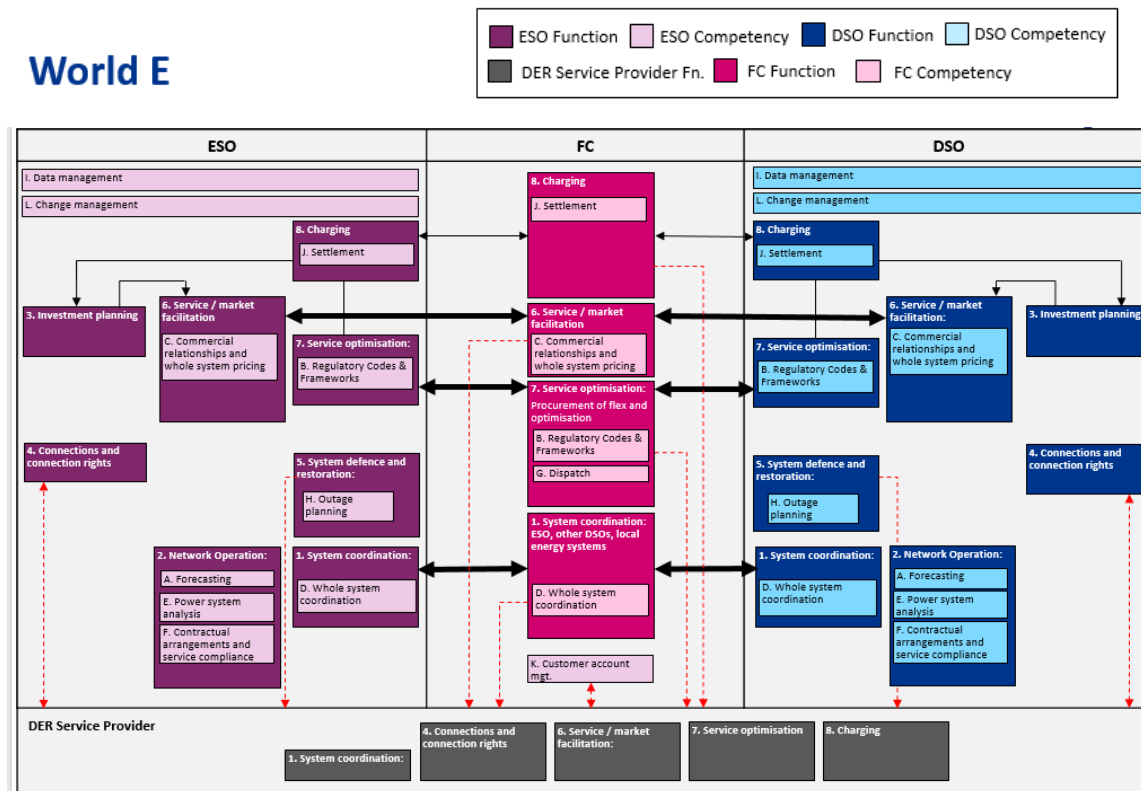 World E
ESO Function
ESO Competency
DSO Function
DSO Competency
DER Service Provider Fn.
FC Function
FC Competency
ESO
FC
DSO
I. Data management
L. Change management
8. Charging
J. Settlement
3. Investment planning
6. Service / market
facilitation
C. Commercial
relationships and
whole system pricing
7. Service optimisation:
B. Regulatory Codes &
Frameworks
4. Connections and
connection rights
5. System defence and
restoration:
H. Outage
planning
2. Network Operation:
A. Forecasting
E. Power system
analysis
F. Contractual
arrangements and
service compliance
1. System coordination:
D. Whole system
coordination
8. Charging
J. Settlement
6. Service / market
facilitation
C. Commercial
relationships and
whole system pricing
7. Service optimisation:
Procurement of flex and
optimisation
B. Regulatory Codes &
Frameworks
G. Dispatch
1. System coordination:
ESO, other DSOs, local
energy systems
D. Whole system
coordination
K. Customer account
mgt.
I. Data management
L. Change management
8. Charging
J. Settlement
6. Service / market
facilitation:
C. Commercial
relationships and
whole system pricing
3. Investment planning
7. Service optimisation:
B. Regulatory Codes &
Frameworks
4. Connections and
connection rights
5. System defence and
restoration:
H. Outage
planning
1. System coordination:
D. Whole system
coordination
2. Network Operation:
A. Forecasting
E. Power system
analysis
F. Contractual
arrangements and
service compliance
DER Service Provider
1. System coordination:
4. Connections and
connection rights
6. Service / market
facilitation:
7. Service optimisation
8. Charging